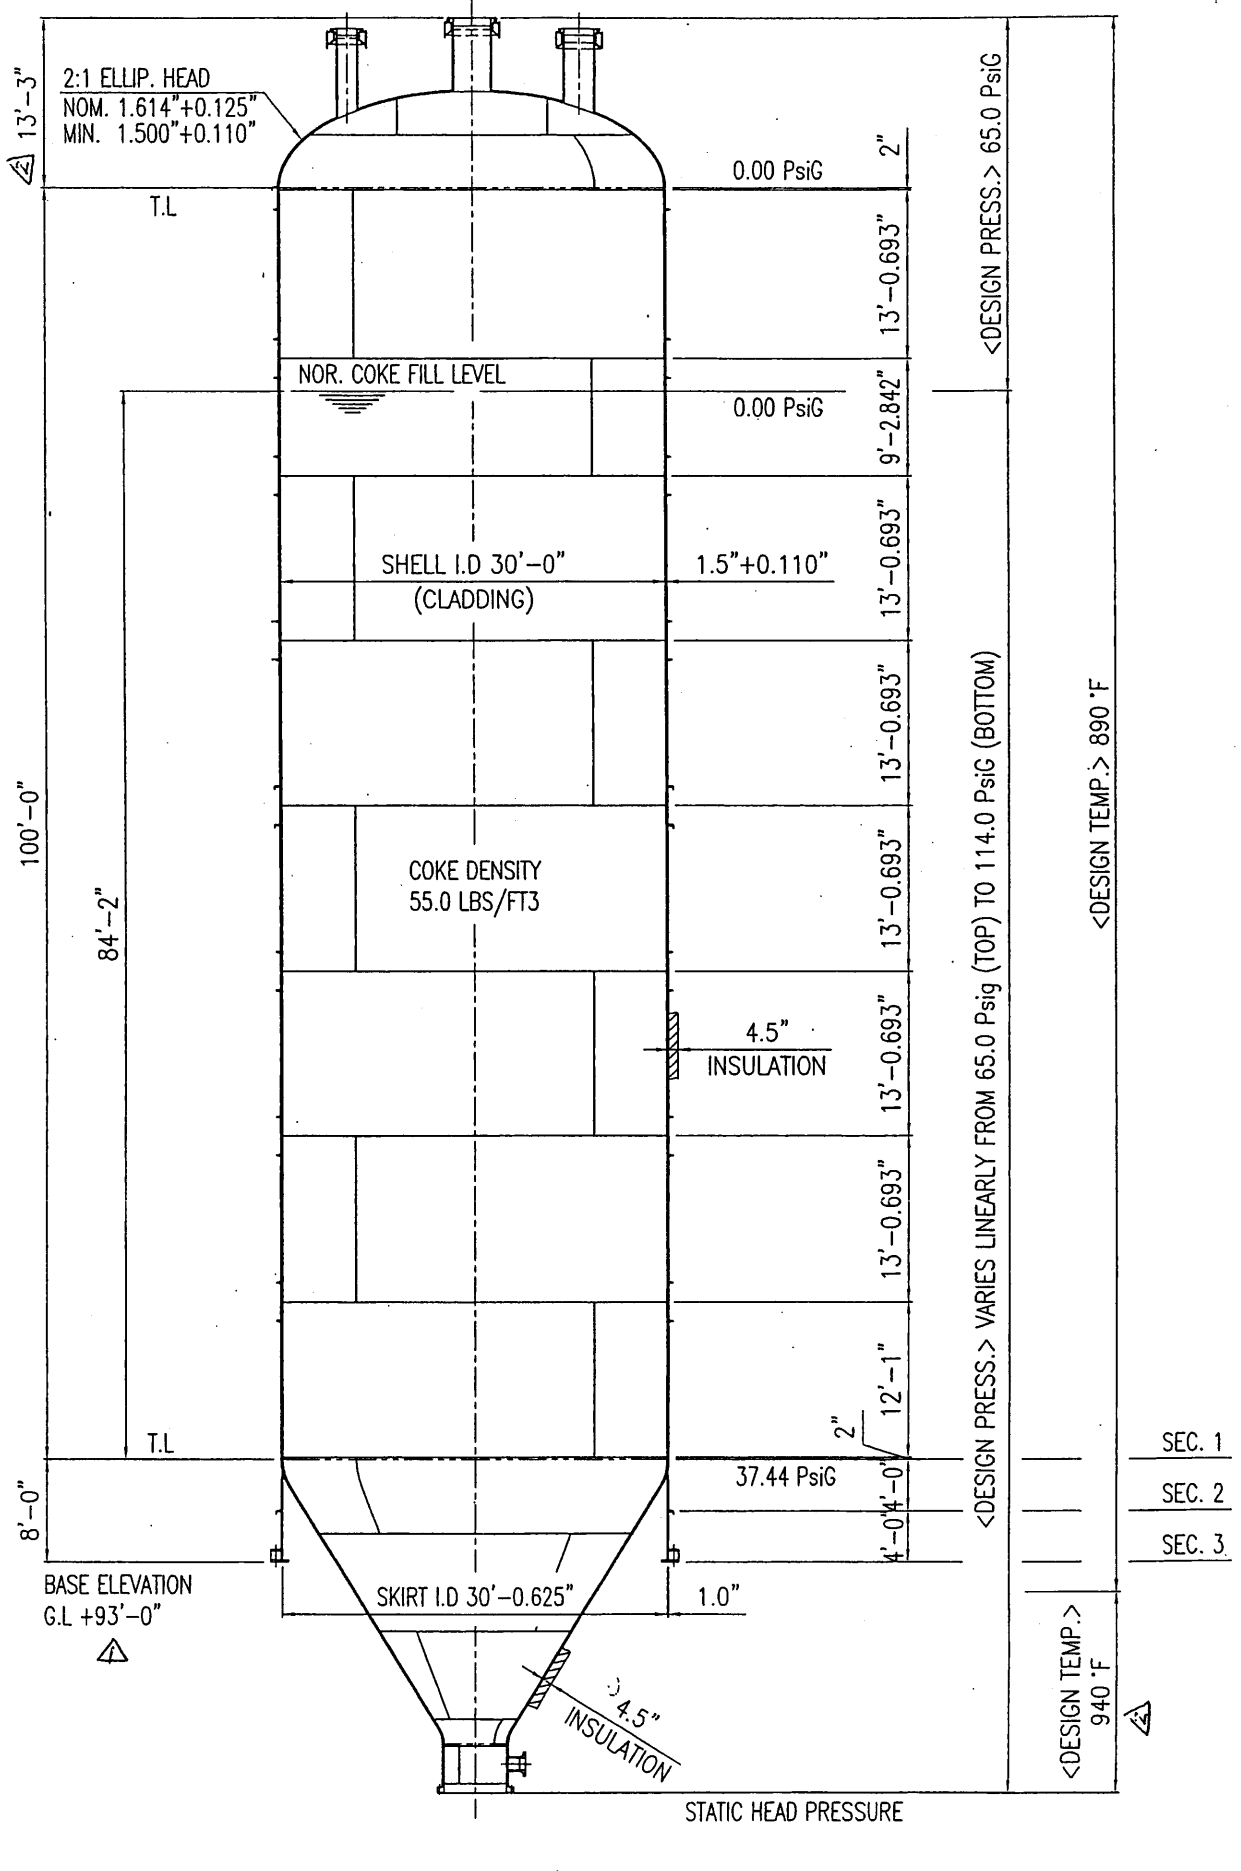 13'-3"
2:1 ELLIP. HEAD
NOM. 1.614"+0.125"
MIN. 1.500"+0.110"
T.L
0.00 PsiG
2"
13'-0.693"
<DESIGN PRESS.> 65.0 PsiG
NOR. COKE FILL LEVEL
0.00 PsiG
9'-2.842"
SHELL I.D 30'-0"
(CLADDING)
1.5"+0.110"
13'-0.693"
13'-0.693"
100'-0"
84'-2"
COKE DENSITY
55.0 LBS/FT3
13'-0.693"
4.5"
INSULATION
13'-0.693"
13'-0.693"
12'-1"
2"
<DESIGN PRESS.> VARIES LINEARLY FROM 65.0 Psig (TOP) TO 114.0 PsiG (BOTTOM)
<DESIGN TEMP.> 890 °F
T.L
37.44 PsiG
SEC. 1
SEC. 2
SEC. 3
8'-0"
4'-0"
4'-0"
BASE ELEVATION
G.L +93'-0"
1
SKIRT I.D 30'-0.625"
1.0"
4.5"
INSULATION
<DESIGN TEMP.>
940 °F
STATIC HEAD PRESSURE